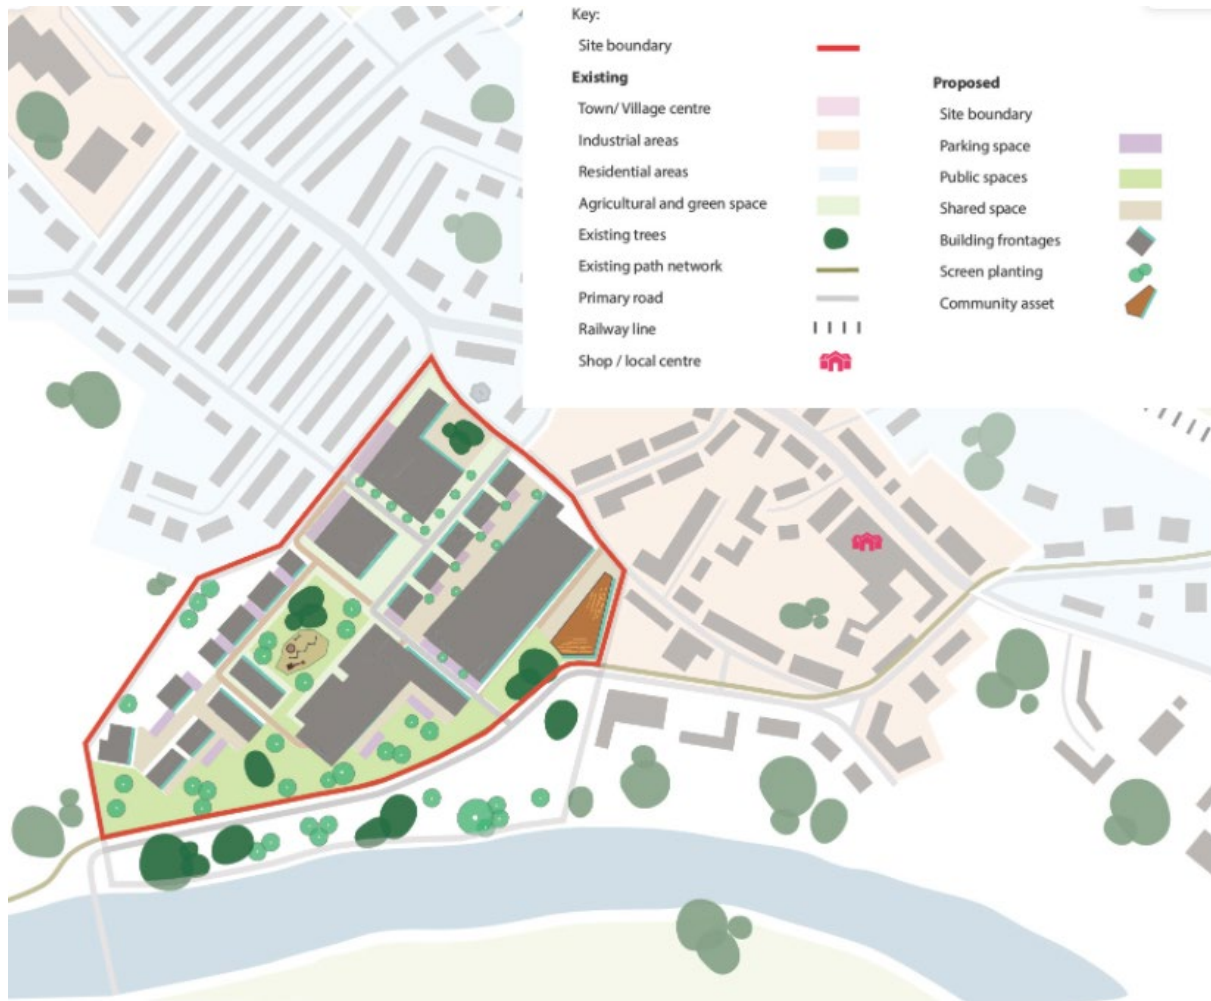 Key:
Site boundary
Existing
Town/ Village centre
Industrial areas
Residential areas
Agricultural and green space
Existing trees
Existing path network
Primary road
Railway line
Shop / local centre
Proposed
Site boundary
Parking space
Public spaces
Shared space
Building frontages
Screen planting
Community asset